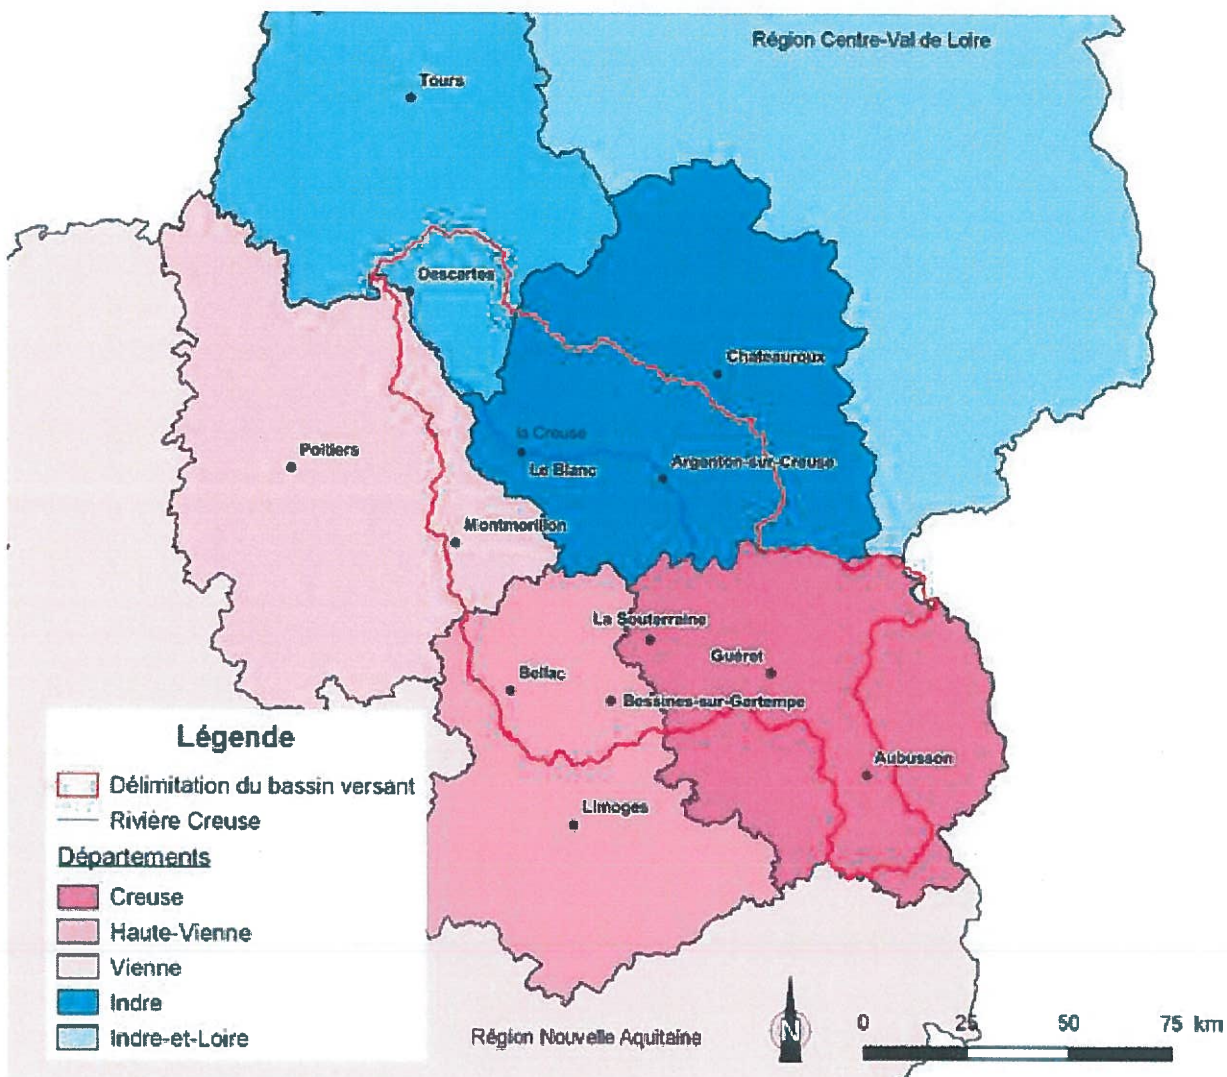 Région Centre-Val de Loire
Tours
Descartes
Chateauroux
la Creuse
Poitiers
Le Blanc
Argenton-sur-Creuse
Montmorillon
La Souterraine
Guéret
Bellac
Bessines-sur-Gartempe
Aubusson
Limoges
Légende
Délimitation du bassin versant
Rivière Creuse
Départements
Creuse
Haute-Vienne
Vienne
Indre
Indre-et-Loire
Région Nouvelle Aquitaine
N
0 25 50 75 km